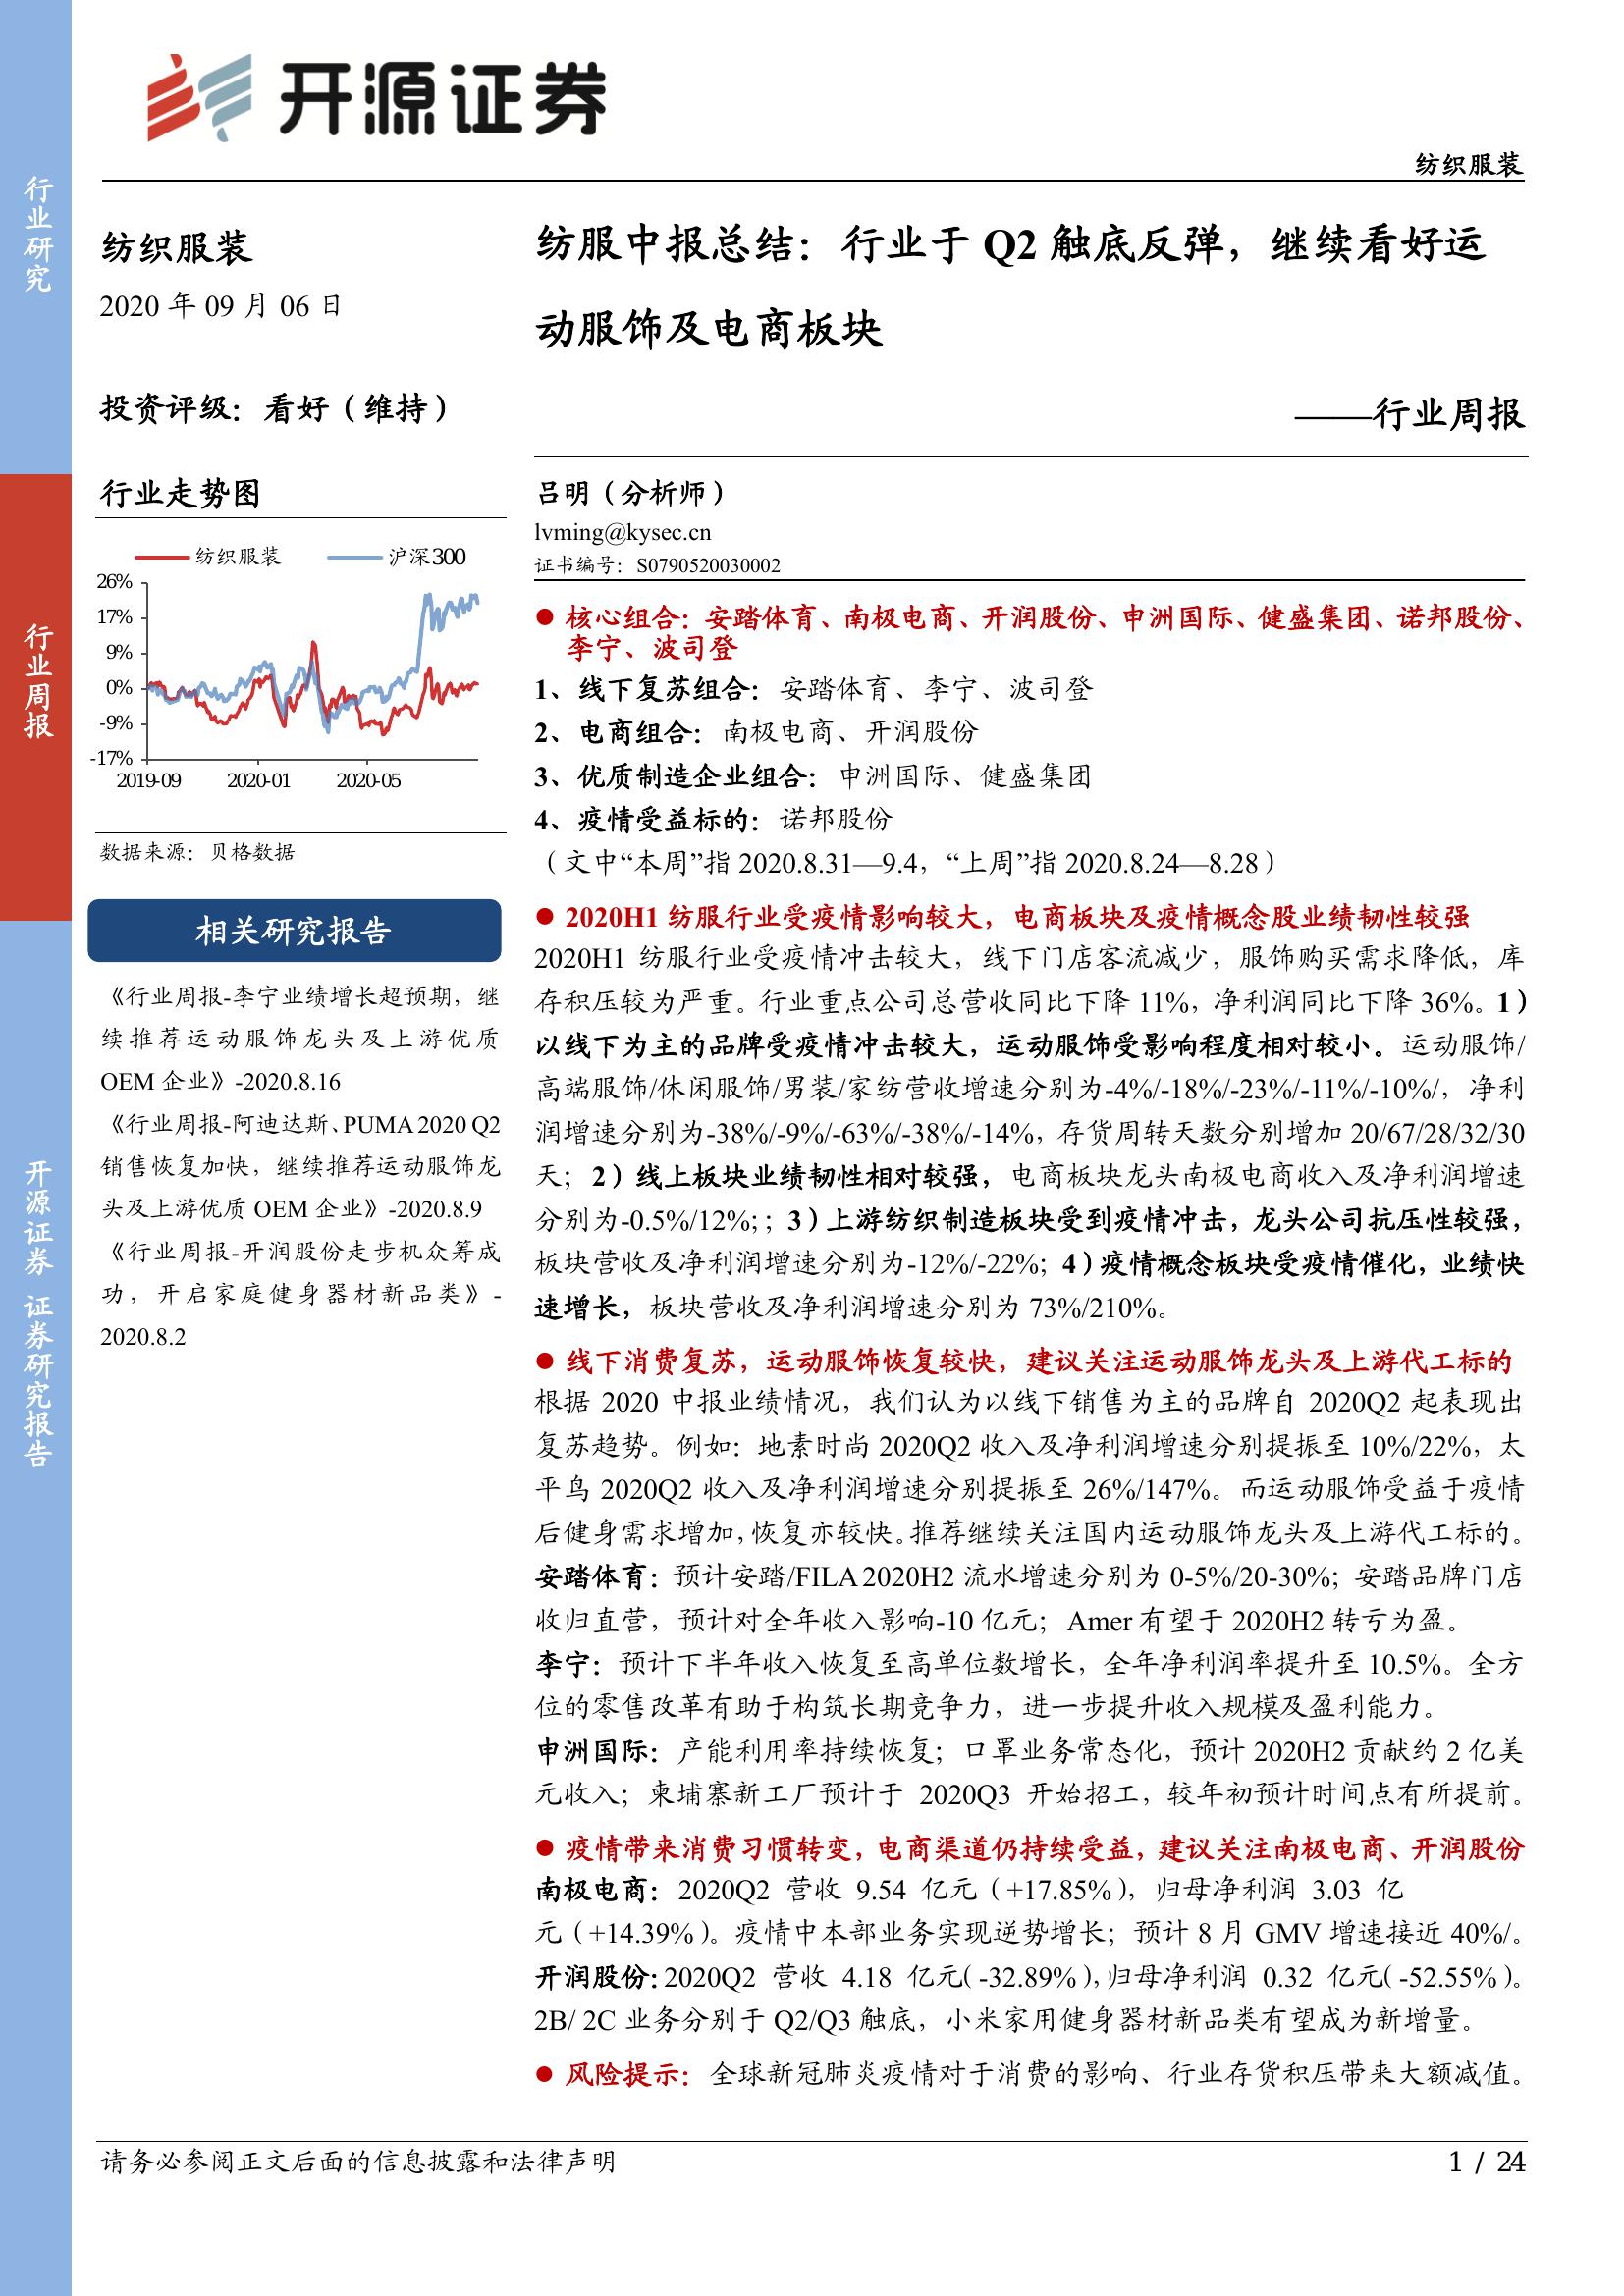 开源证券
纺织服装
行业研究
行业周报
开源证券 证券研究报告
纺织服装
2020 年 09 月 06 日
投资评级：看好（维持）
行业走势图
纺织服装 沪深300
26%
17%
9%
0%
-9%
-17%
2019-09 2020-01 2020-05
数据来源：贝格数据
相关研究报告
《行业周报-李宁业绩增长超预期，继
续推荐运动服饰龙头及上游优质
OEM 企业》-2020.8.16
《行业周报-阿迪达斯、PUMA 2020 Q2
销售恢复加快，继续推荐运动服饰龙
头及上游优质 OEM 企业》-2020.8.9
《行业周报-开润股份走步机众筹成
功，开启家庭健身器材新品类》-
2020.8.2
纺服中报总结：行业于 Q2 触底反弹，继续看好运
动服饰及电商板块
——行业周报
吕明（分析师）
lvming@kysec.cn
证书编号：S0790520030002
● 核心组合：安踏体育、南极电商、开润股份、申洲国际、健盛集团、诺邦股份、
李宁、波司登
1、线下复苏组合：安踏体育、李宁、波司登
2、电商组合：南极电商、开润股份
3、优质制造企业组合：申洲国际、健盛集团
4、疫情受益标的：诺邦股份
（文中“本周”指 2020.8.31—9.4，“上周”指 2020.8.24—8.28）
● 2020H1 纺服行业受疫情影响较大，电商板块及疫情概念股业绩韧性较强
2020H1 纺服行业受疫情冲击较大，线下门店客流减少，服饰购买需求降低，库
存积压较为严重。行业重点公司总营收同比下降 11%，净利润同比下降 36%。1）
以线下为主的品牌受疫情冲击较大，运动服饰受影响程度相对较小。运动服饰/
高端服饰/休闲服饰/男装/家纺营收增速分别为-4%/-18%/-23%/-11%/-10%/，净利
润增速分别为-38%/-9%/-63%/-38%/-14%，存货周转天数分别增加 20/67/28/32/30
天；2）线上板块业绩韧性相对较强，电商板块龙头南极电商收入及净利润增速
分别为-0.5%/12%;；3）上游纺织制造板块受到疫情冲击，龙头公司抗压性较强，
板块营收及净利润增速分别为-12%/-22%；4）疫情概念板块受疫情催化，业绩快
速增长，板块营收及净利润增速分别为 73%/210%。
● 线下消费复苏，运动服饰恢复较快，建议关注运动服饰龙头及上游代工标的
根据 2020 中报业绩情况，我们认为以线下销售为主的品牌自 2020Q2 起表现出
复苏趋势。例如：地素时尚 2020Q2 收入及净利润增速分别提振至 10%/22%，太
平鸟 2020Q2 收入及净利润增速分别提振至 26%/147%。而运动服饰受益于疫情
后健身需求增加，恢复亦较快。推荐继续关注国内运动服饰龙头及上游代工标的。
安踏体育：预计安踏/FILA 2020H2 流水增速分别为 0-5%/20-30%；安踏品牌门店
收归直营，预计对全年收入影响-10 亿元；Amer 有望于 2020H2 转亏为盈。
李宁：预计下半年收入恢复至高单位数增长，全年净利润率提升至 10.5%。全方
位的零售改革有助于构筑长期竞争力，进一步提升收入规模及盈利能力。
申洲国际：产能利用率持续恢复；口罩业务常态化，预计 2020H2 贡献约 2 亿美
元收入；柬埔寨新工厂预计于 2020Q3 开始招工，较年初预计时间点有所提前。
● 疫情带来消费习惯转变，电商渠道仍持续受益，建议关注南极电商、开润股份
南极电商：2020Q2 营收 9.54 亿元（+17.85%），归母净利润 3.03 亿
元（+14.39%）。疫情中本部业务实现逆势增长；预计 8 月 GMV 增速接近 40%/。
开润股份：2020Q2 营收 4.18 亿元（-32.89%），归母净利润 0.32 亿元（-52.55%）。
2B/ 2C 业务分别于 Q2/Q3 触底，小米家用健身器材新品类有望成为新增量。
● 风险提示：全球新冠肺炎疫情对于消费的影响、行业存货积压带来大额减值。
请务必参阅正文后面的信息披露和法律声明
1 / 24